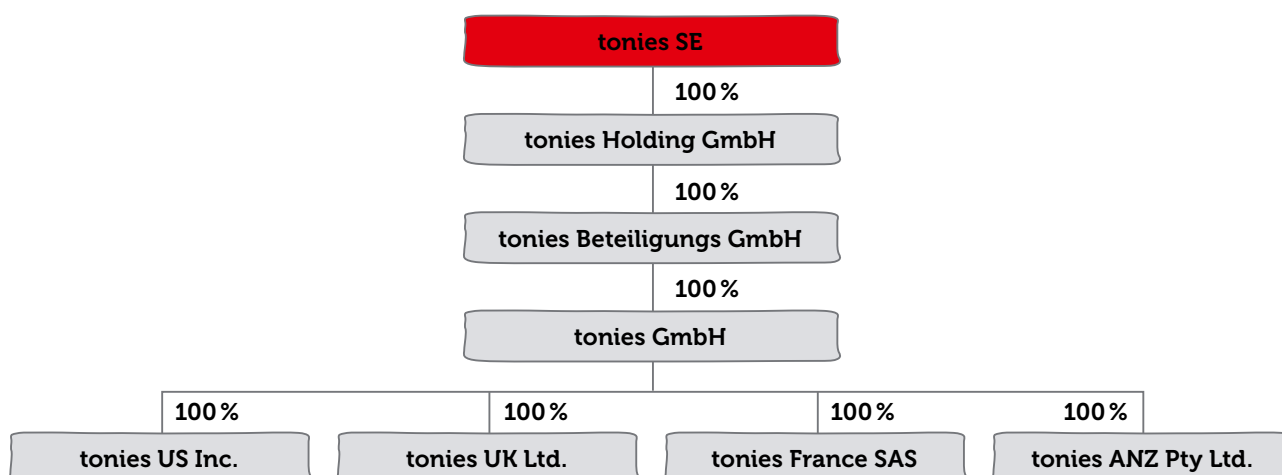 tonies SE
100 %
tonies Holding GmbH
100 %
tonies Beteiligungs GmbH
100 %
tonies GmbH
100 % 100 % 100 % 100 %
tonies US Inc. tonies UK Ltd. tonies France SAS tonies ANZ Pty Ltd.